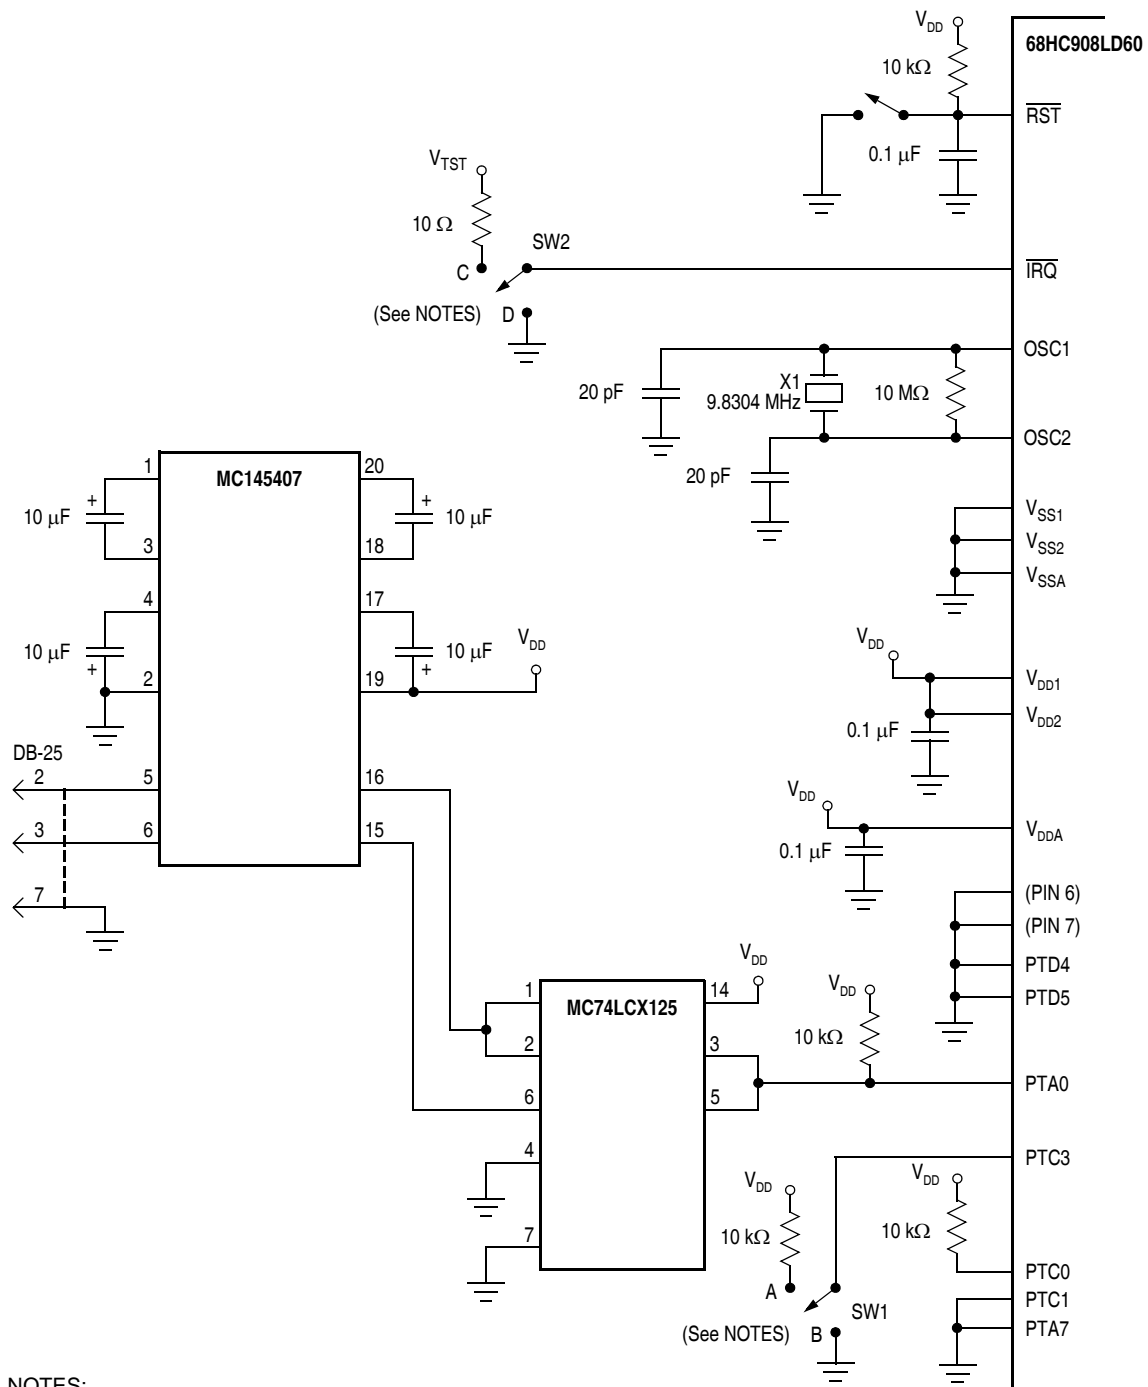 V_DD
68HC908LD60
10 kΩ
RST
0.1 μF
V_TST
10 Ω
SW2
C
IRQ
(See NOTES) D
OSC1
X1
20 pF
9.8304 MHz
10 MΩ
OSC2
20 pF
1
MC145407
20
10 μF
+
+
10 μF
3
18
V_SS1
V_SS2
V_SSA
4
17
10 μF
+
+
10 μF
V_DD
2
19
V_DD
V_DD1
V_DD2
0.1 μF
DB-25
2
5
16
3
6
15
7
V_DD
V_DDA
0.1 μF
(PIN 6)
(PIN 7)
PTD4
PTD5
1
MC74LCX125
14
V_DD
V_DD
2
3
10 kΩ
6
5
PTA0
4
7
PTC3
V_DD
V_DD
10 kΩ
10 kΩ
PTC0
A
SW1
PTC1
(See NOTES) B
PTA7
NOTES: